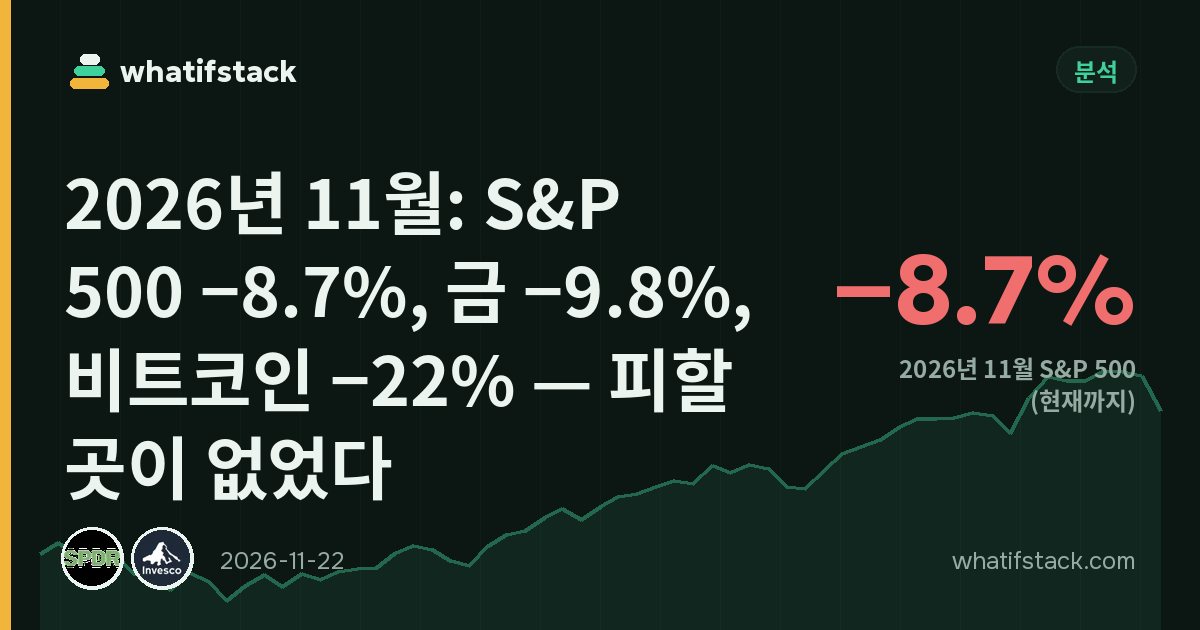 whatifstack
분석
2026년 11월: S&P
500 −8.7%, 금 −9.8%,
비트코인 −22% — 피할
곳이 없었다
−8.7%
2026년 11월 S&P 500
(현재까지)
SPDR
Invesco
2026-11-22
whatifstack.com